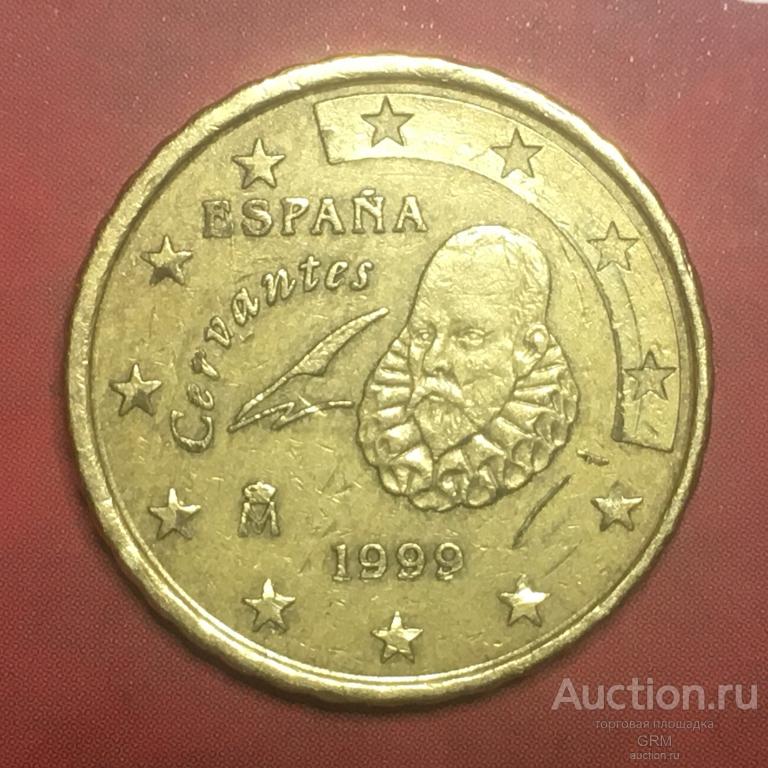 ESPAÑA
Cervantes
M
1999
Auction.ru
торговая площадка
GRM
auction.ru